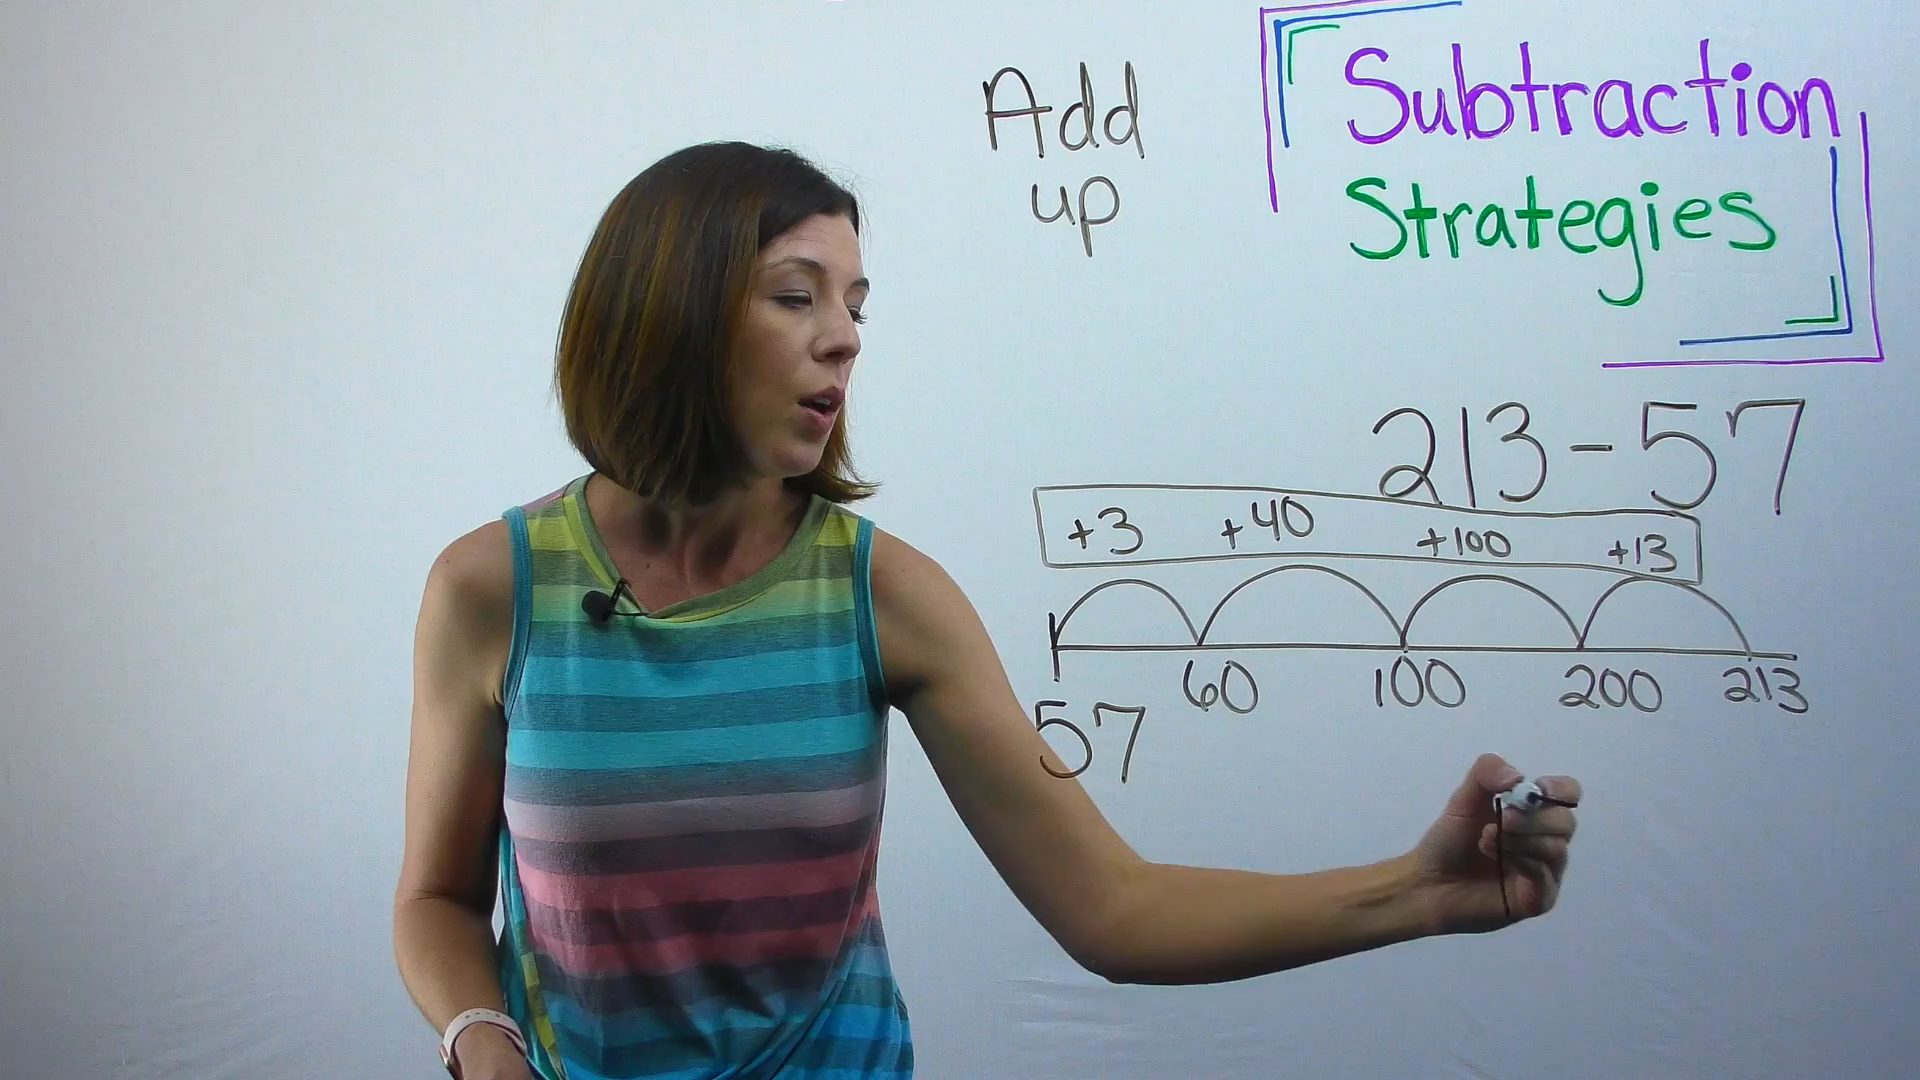 Add
up
Subtraction
Strategies
213-57
+3 +40 +100 +13
57 60 100 200 213